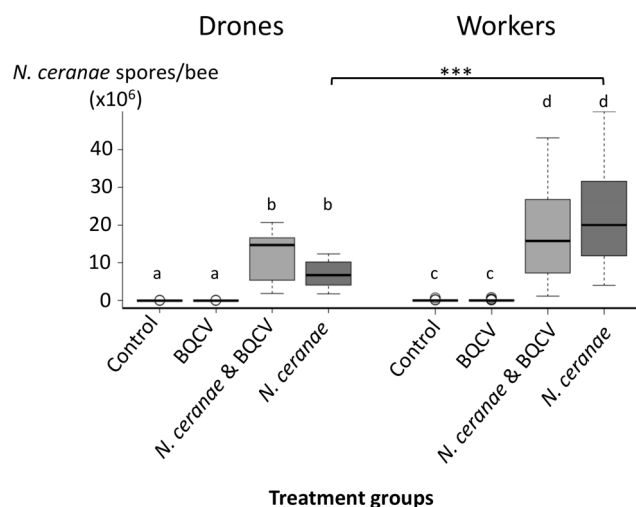 Drones Workers
N. ceranae spores/bee
(x10⁶)
***
d d
40
30
b b
20
10
a a c c
0
Control BQCV N. ceranae & BQCV N. ceranae Control BQCV N. ceranae & BQCV N. ceranae
Treatment groups